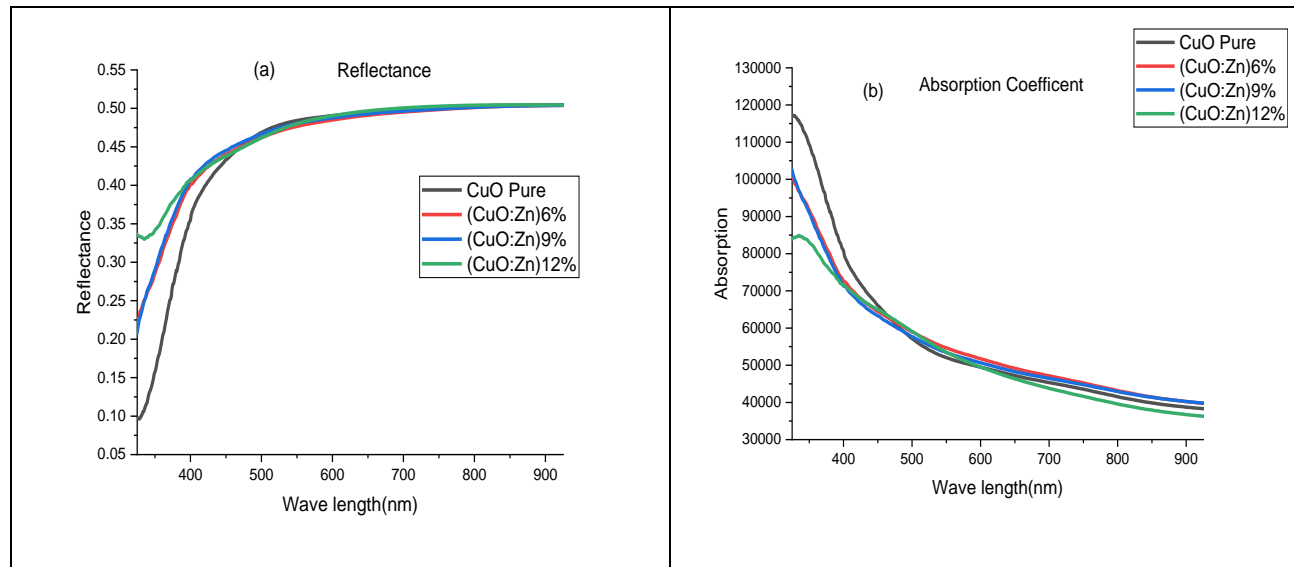 (a) Reflectance
0.55
0.50
0.45
0.40
0.35
0.30
0.25
0.20
0.15
0.10
0.05
Reflectance
CuO Pure
(CuO:Zn)6%
(CuO:Zn)9%
(CuO:Zn)12%
400 500 600 700 800 900
Wave length(nm)
CuO Pure
(CuO:Zn)6%
(CuO:Zn)9%
(CuO:Zn)12%
(b) Absorption Coefficent
130000
120000
110000
100000
90000
80000
70000
60000
50000
40000
30000
Absorption
400 500 600 700 800 900
Wave length(nm)